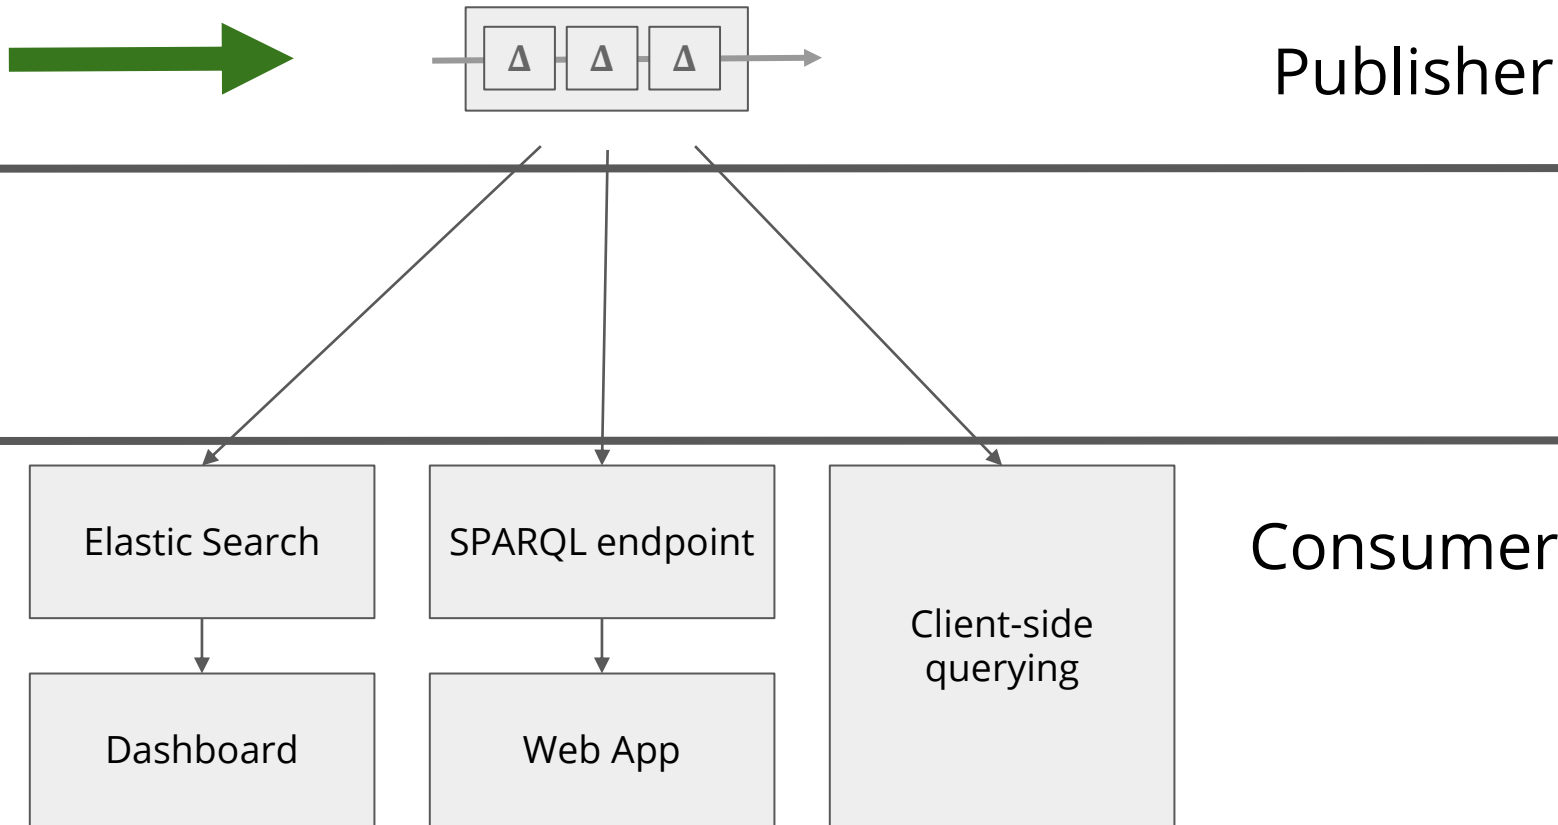 Δ Δ Δ
Publisher
Elastic Search
SPARQL endpoint
Consumer
Client-side
querying
Dashboard
Web App